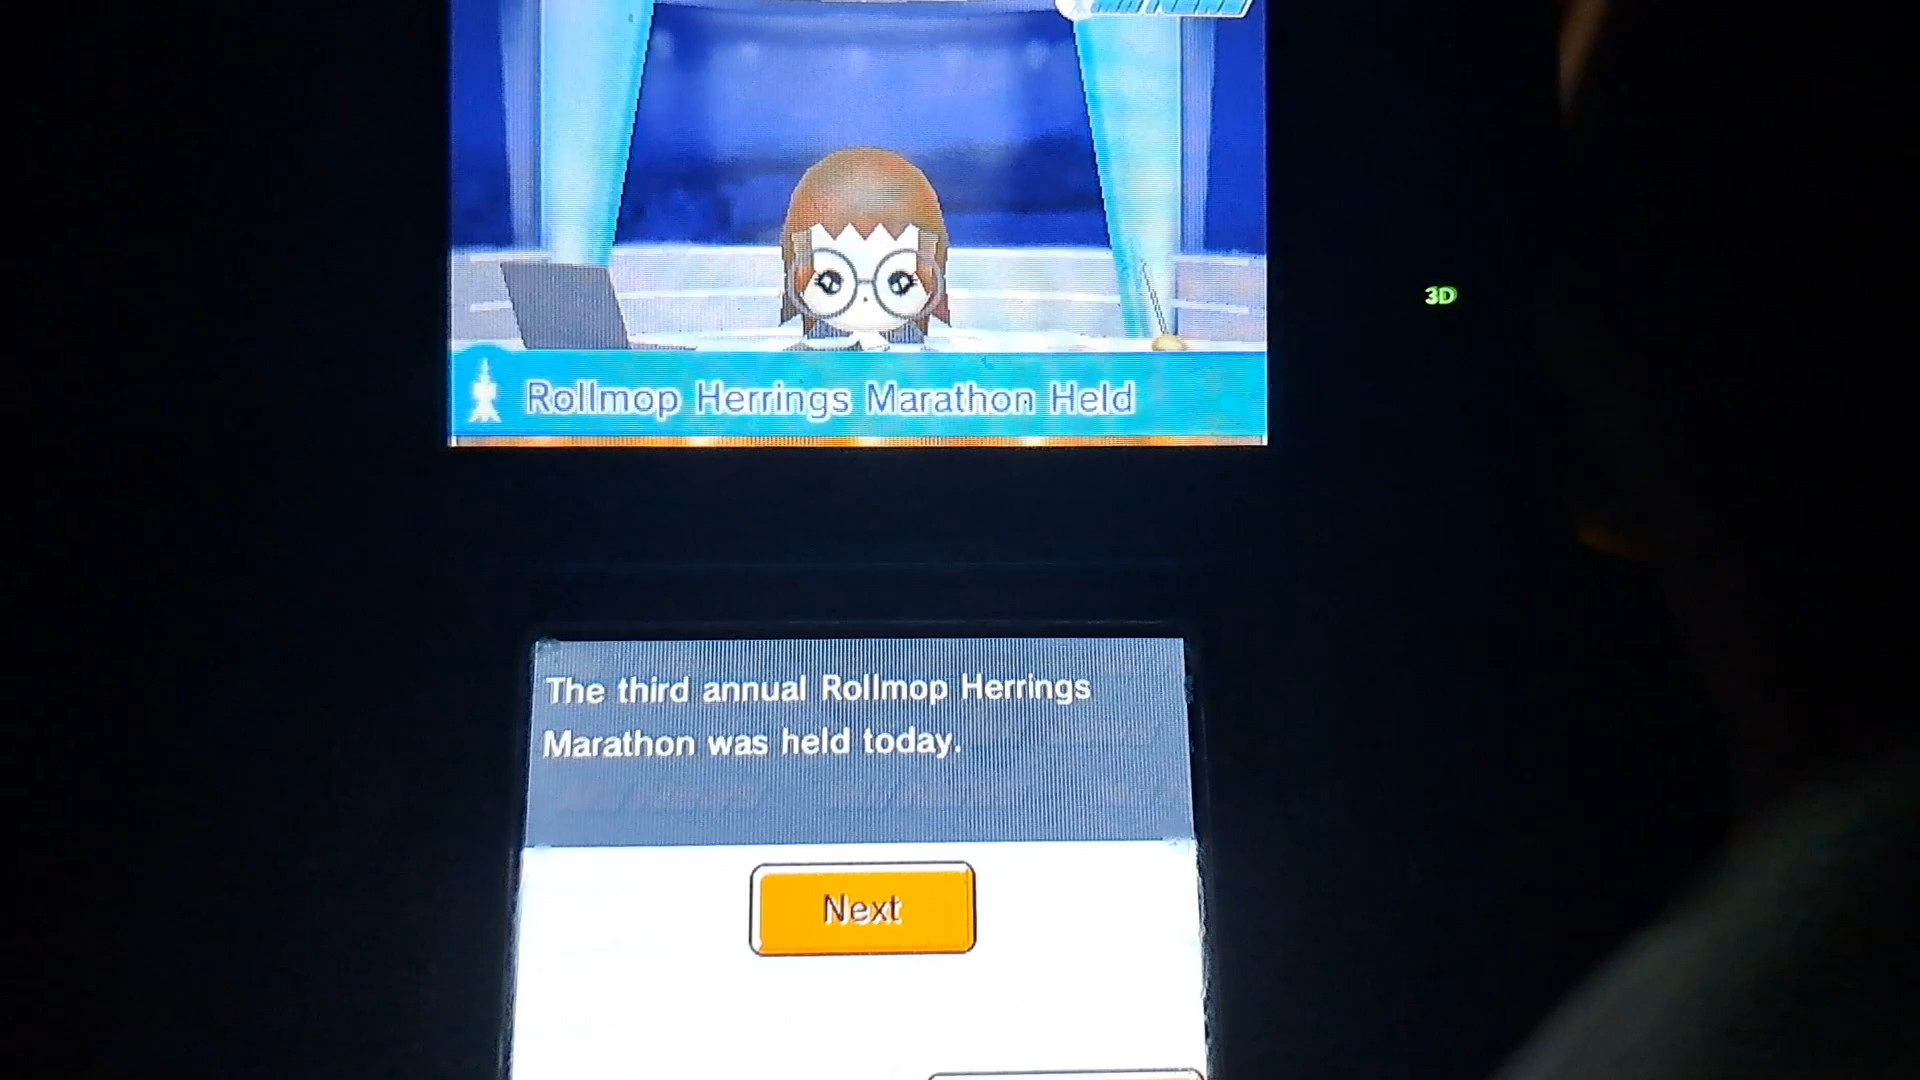 Rollmop Herrings Marathon Held
3D
The third annual Rollmop Herrings
Marathon was held today.
Next